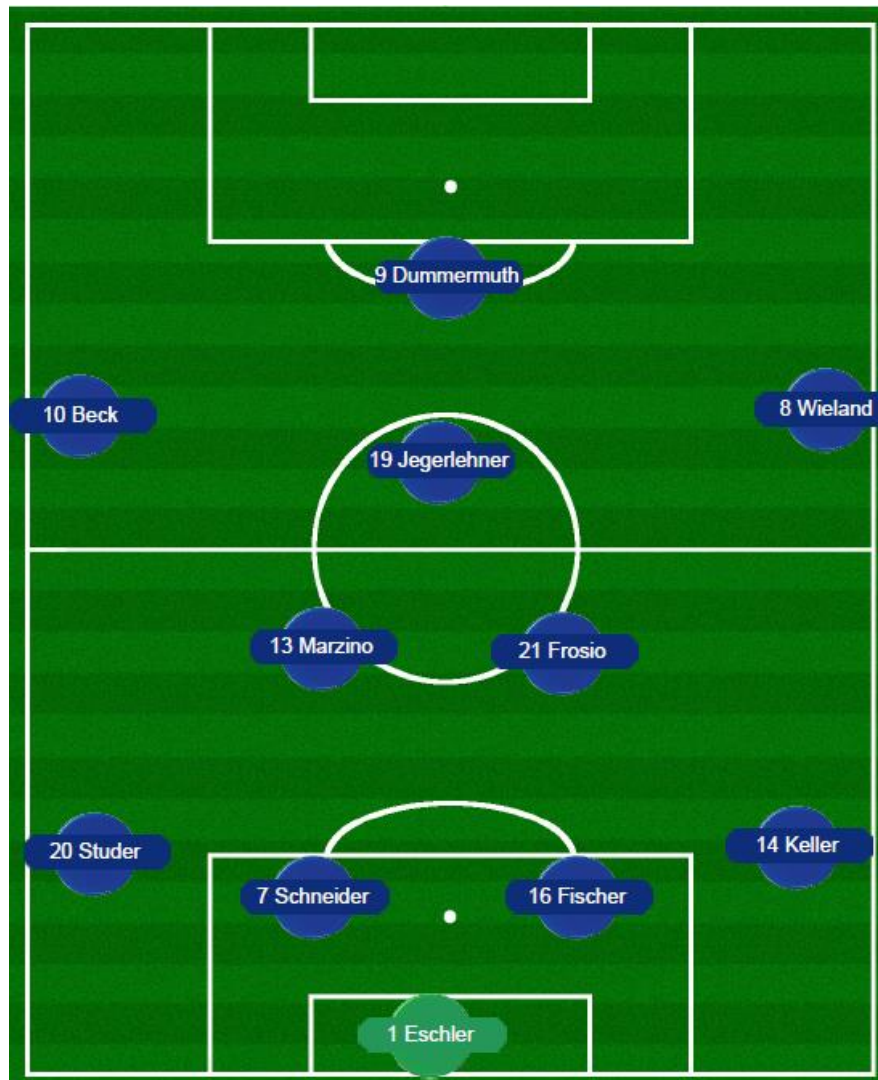 9 Dummermuth
10 Beck
8 Wieland
19 Jegerlehner
13 Marzino
21 Frosio
20 Studer
14 Keller
7 Schneider
16 Fischer
1 Eschler